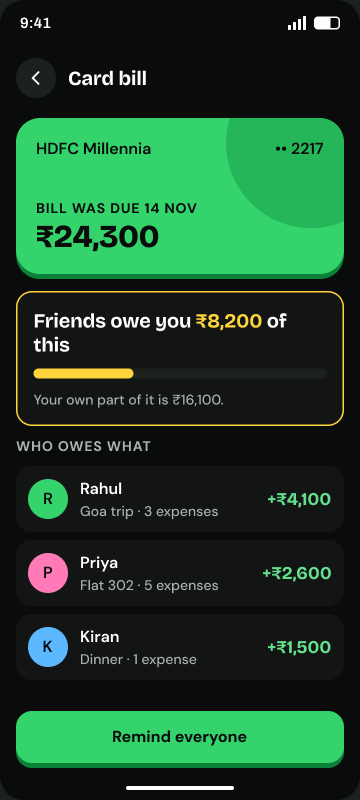 9:41
Card bill
HDFC Millennia
•• 2217
BILL WAS DUE 14 NOV
₹24,300
Friends owe you ₹8,200 of
this
Your own part of it is ₹16,100.
WHO OWES WHAT
R
Rahul
Goa trip · 3 expenses
+₹4,100
P
Priya
Flat 302 · 5 expenses
+₹2,600
K
Kiran
Dinner · 1 expense
+₹1,500
Remind everyone